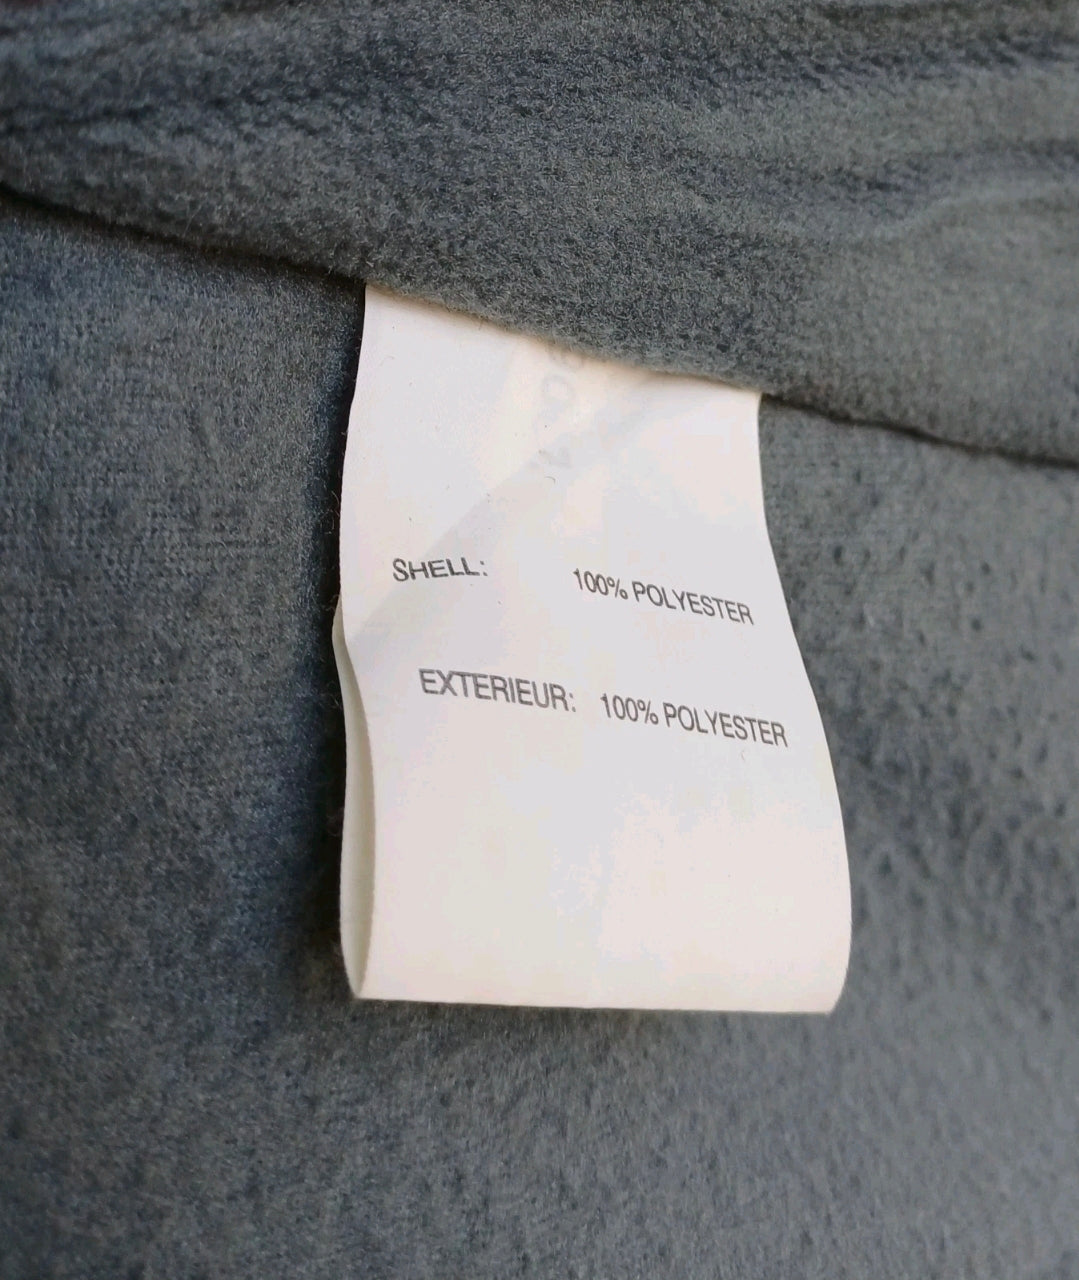 SHELL: 100% POLYESTER
EXTERIEUR: 100% POLYESTER